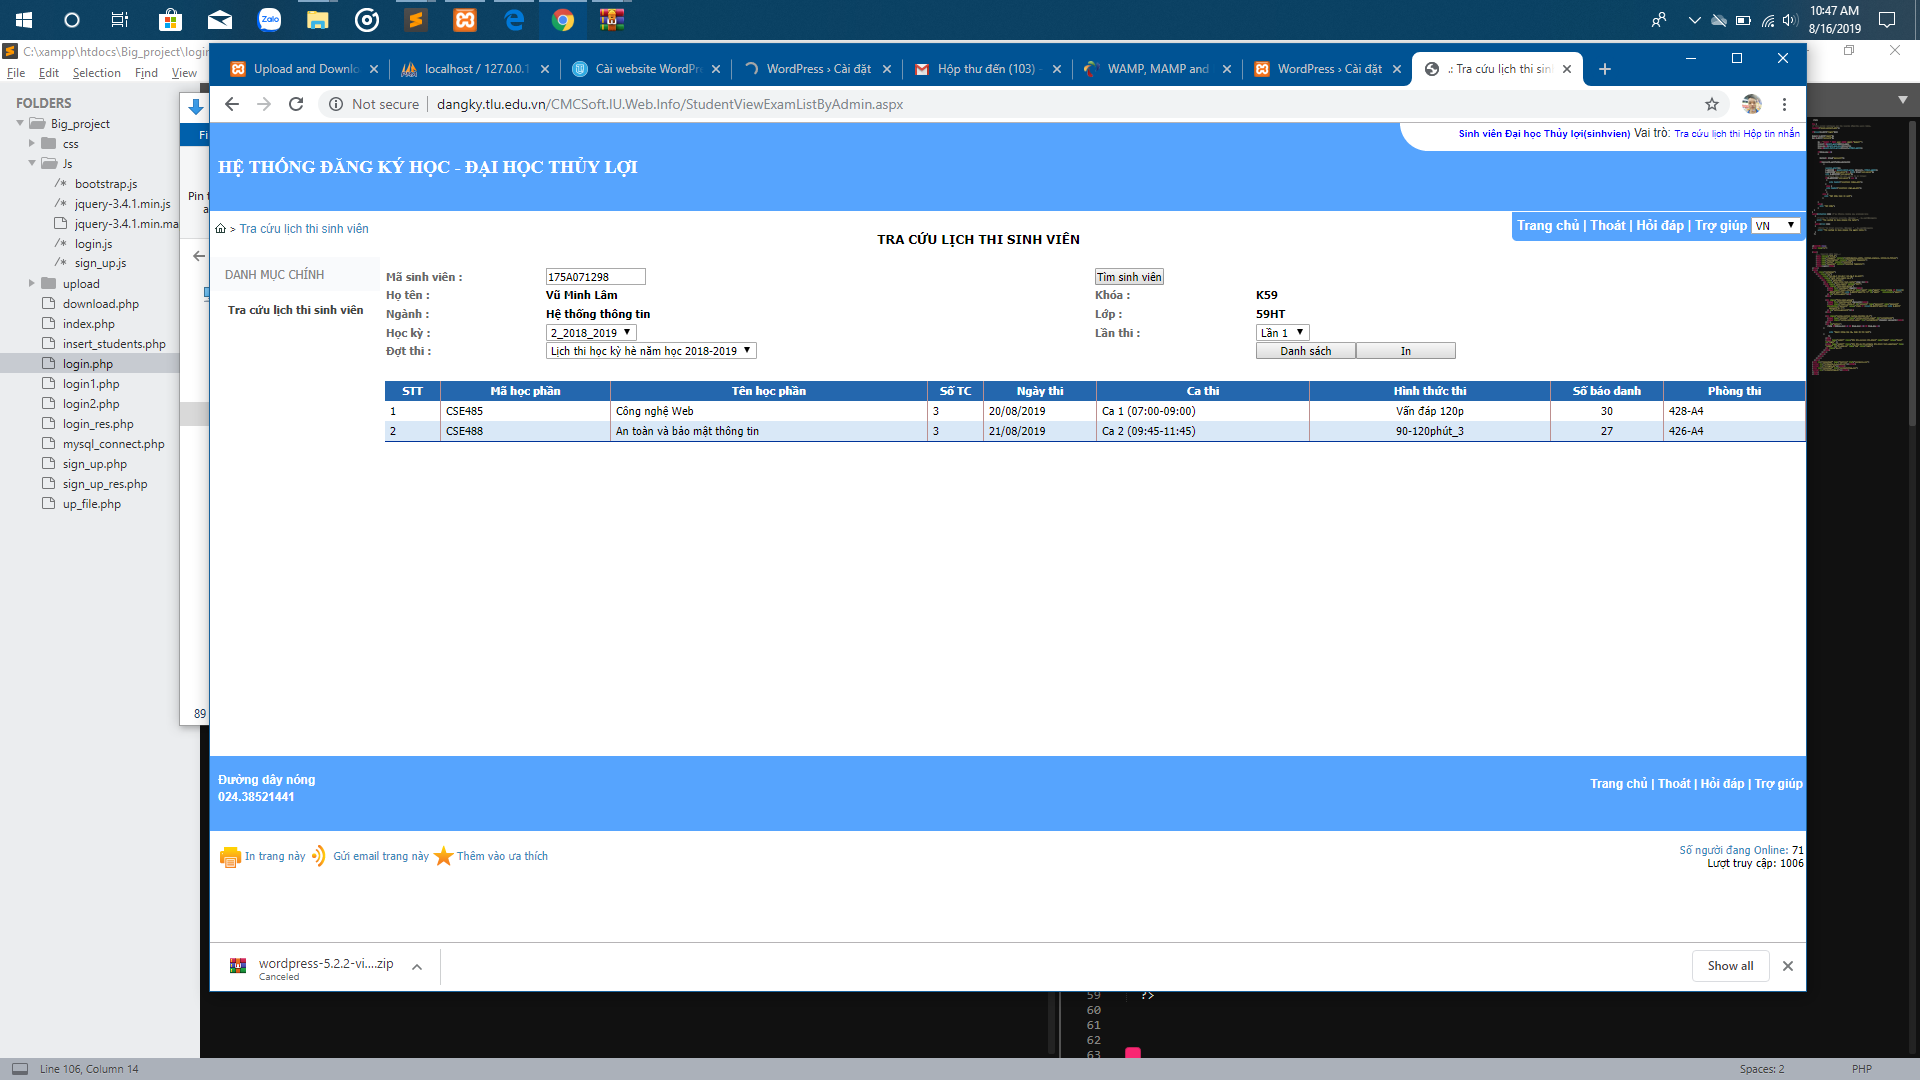 10:47 AM
8/16/2019
C:\xampp\htdocs\Big_project\login
File Edit Selection Find View
FOLDERS
Big_project
css
Js
bootstrap.js
jquery-3.4.1.min.js
jquery-3.4.1.min.ma
login.js
sign_up.js
upload
download.php
index.php
insert_students.php
login.php
login1.php
login2.php
login_res.php
mysql_connect.php
sign_up.php
sign_up_res.php
up_file.php
Fi
Pin t
a
89
Upload and Downlo
localhost / 127.0.0.1
Cài website WordPre
WordPress › Cài đặt
Hộp thư đến (103) -
WAMP, MAMP and
WordPress › Cài đặt
.: Tra cứu lịch thi sin
Not secure | dangky.tlu.edu.vn/CMCSoft.IU.Web.Info/StudentViewExamListByAdmin.aspx
Sinh viên Đại học Thủy lợi(sinhvien) Vai trò: Tra cứu lịch thi Hộp tin nhắn
HỆ THỐNG ĐĂNG KÝ HỌC - ĐẠI HỌC THỦY LỢI
> Tra cứu lịch thi sinh viên
Trang chủ | Thoát | Hỏi đáp | Trợ giúp VN
TRA CỨU LỊCH THI SINH VIÊN
DANH MỤC CHÍNH
Tra cứu lịch thi sinh viên
Mã sinh viên : 175A071298 Tìm sinh viên
Họ tên : Vũ Minh Lâm Khóa : K59
Ngành : Hệ thống thông tin Lớp : 59HT
Học kỳ : 2_2018_2019 Lần thi : Lần 1
Đợt thi : Lịch thi học kỳ hè năm học 2018-2019 Danh sách In
STT Mã học phần Tên học phần Số TC Ngày thi Ca thi Hình thức thi Số báo danh Phòng thi
1 CSE485 Công nghệ Web 3 20/08/2019 Ca 1 (07:00-09:00) Vấn đáp 120p 30 428-A4
2 CSE488 An toàn và bảo mật thông tin 3 21/08/2019 Ca 2 (09:45-11:45) 90-120phút_3 27 426-A4
Đường dây nóng
024.38521441
Trang chủ | Thoát | Hỏi đáp | Trợ giúp
In trang này Gửi email trang này Thêm vào ưa thích
Số người đang Online: 71
Lượt truy cập: 1006
wordpress-5.2.2-vi....zip
Canceled
Show all
59 ?>
60
61
62
63
Line 106, Column 14
Spaces: 2 PHP